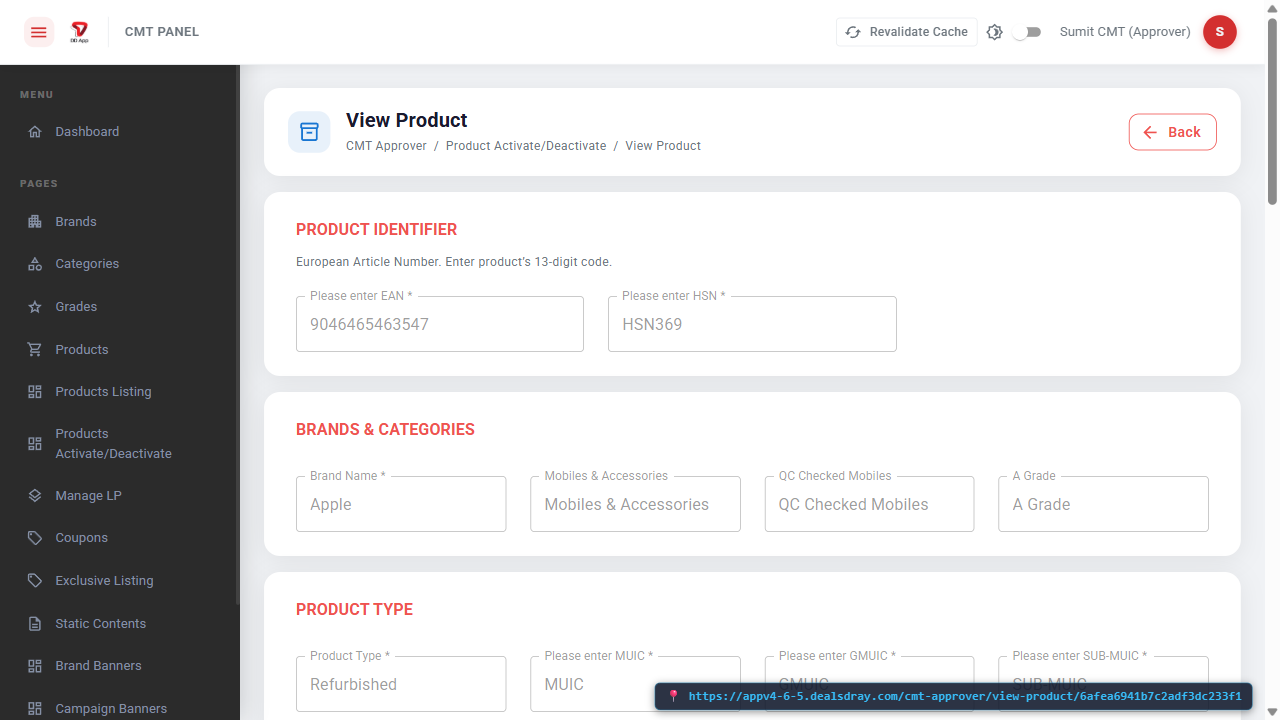 DD App
CMT PANEL
Revalidate Cache
Sumit CMT (Approver)
S
MENU
Dashboard
PAGES
Brands
Categories
Grades
Products
Products Listing
Products
Activate/Deactivate
Manage LP
Coupons
Exclusive Listing
Static Contents
Brand Banners
Campaign Banners
View Product
CMT Approver / Product Activate/Deactivate / View Product
Back
PRODUCT IDENTIFIER
European Article Number. Enter product's 13-digit code.
Please enter EAN *
9046465463547
Please enter HSN *
HSN369
BRANDS & CATEGORIES
Brand Name *
Apple
Mobiles & Accessories
Mobiles & Accessories
QC Checked Mobiles
QC Checked Mobiles
A Grade
A Grade
PRODUCT TYPE
Product Type *
Refurbished
Please enter MUIC *
MUIC
Please enter GMUIC *
GMUIC
Please enter SUB-MUIC *
SUB-MUIC
https://appv4-6-5.dealsdray.com/cmt-approver/view-product/6afea6941b7c2adf3dc233f1